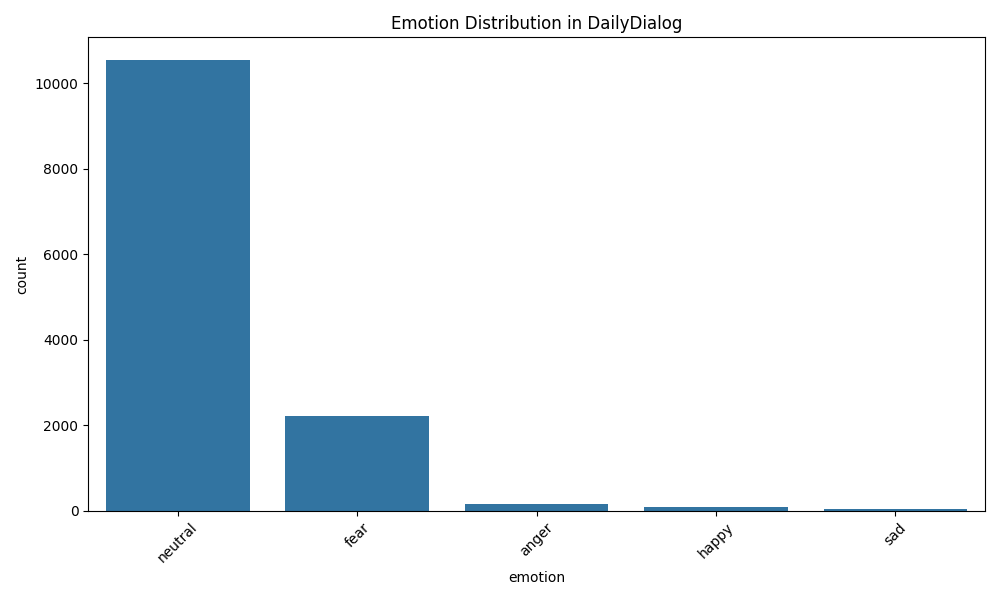 Emotion Distribution in DailyDialog
10000
8000
6000
4000
2000
0
count
neutral
fear
anger
happy
sad
emotion